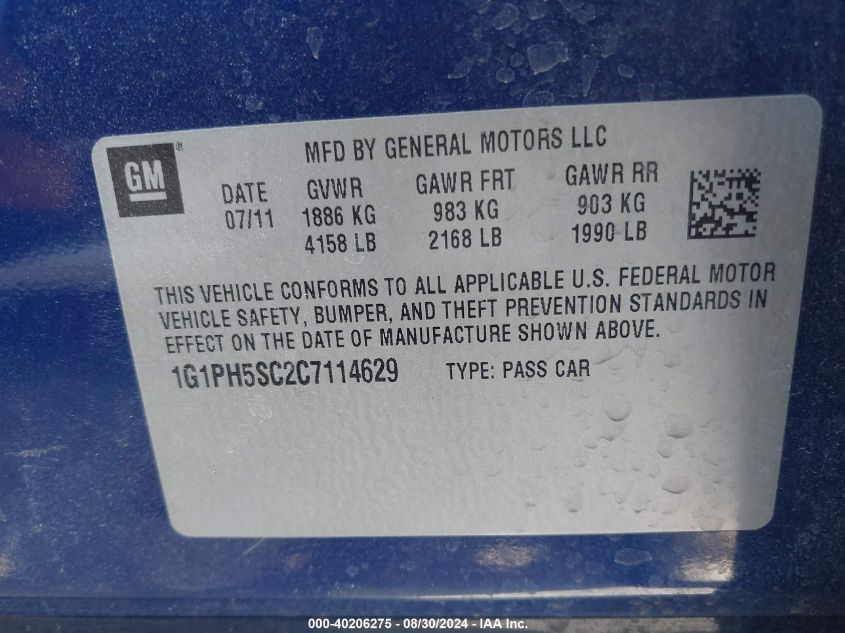 MFD BY GENERAL MOTORS LLC
GM
DATE GVWR GAWR FRT GAWR RR
07/11 1886 KG 983 KG 903 KG
4158 LB 2168 LB 1990 LB
THIS VEHICLE CONFORMS TO ALL APPLICABLE U.S. FEDERAL MOTOR
VEHICLE SAFETY, BUMPER, AND THEFT PREVENTION STANDARDS IN
EFFECT ON THE DATE OF MANUFACTURE SHOWN ABOVE.
1G1PH5SC2C7114629 TYPE: PASS CAR
000-40206275 - 08/30/2024 - IAA Inc.